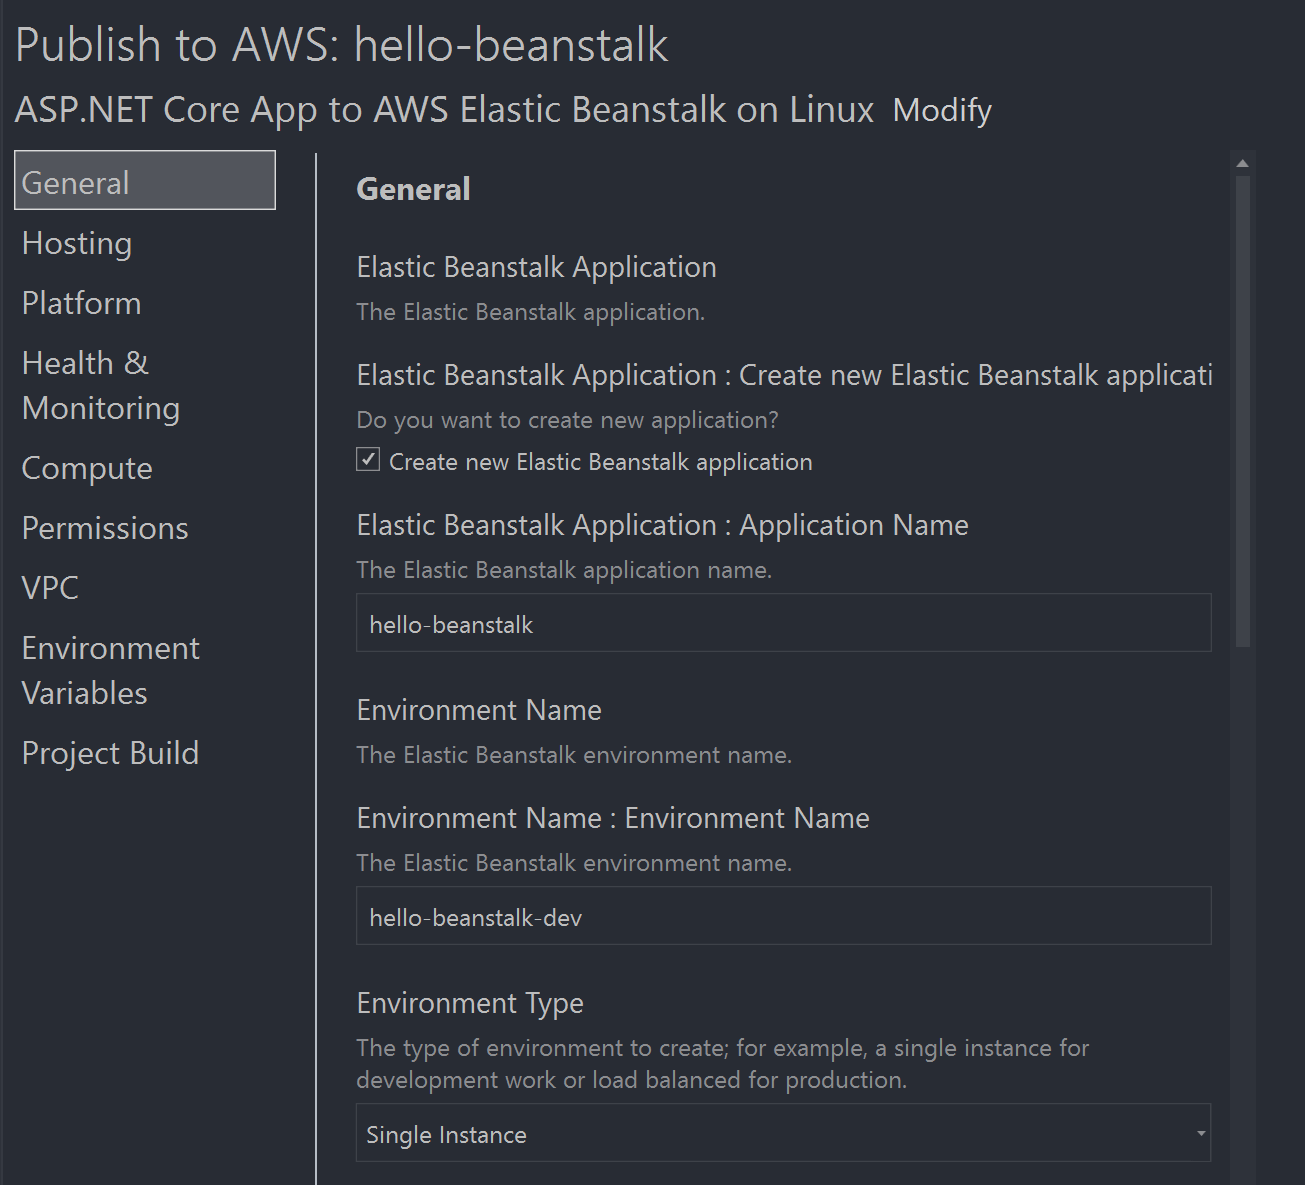 Publish to AWS: hello-beanstalk
ASP.NET Core App to AWS Elastic Beanstalk on Linux Modify
General
Hosting
Platform
Health &
Monitoring
Compute
Permissions
VPC
Environment
Variables
Project Build
General
Elastic Beanstalk Application
The Elastic Beanstalk application.
Elastic Beanstalk Application : Create new Elastic Beanstalk applicati
Do you want to create new application?
Create new Elastic Beanstalk application
Elastic Beanstalk Application : Application Name
The Elastic Beanstalk application name.
hello-beanstalk
Environment Name
The Elastic Beanstalk environment name.
Environment Name : Environment Name
The Elastic Beanstalk environment name.
hello-beanstalk-dev
Environment Type
The type of environment to create; for example, a single instance for
development work or load balanced for production.
Single Instance